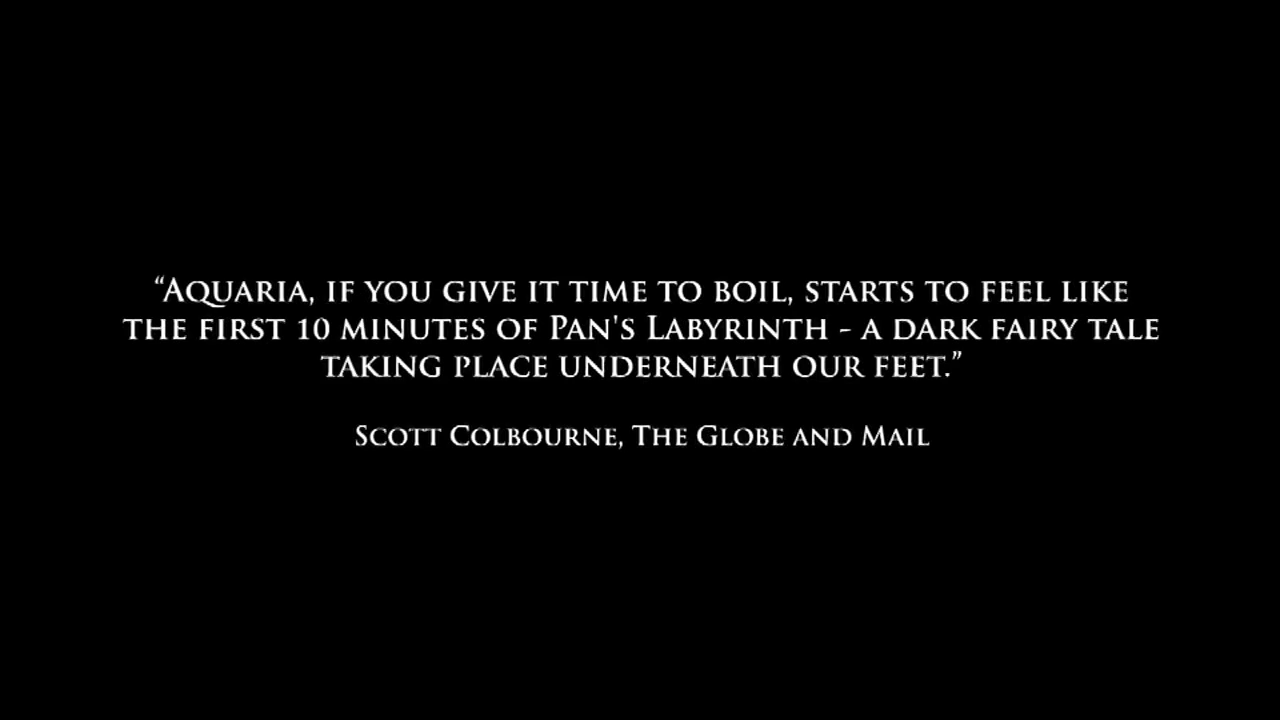 “Aquaria, if you give it time to boil, starts to feel like
the first 10 minutes of Pan's Labyrinth - a dark fairy tale
taking place underneath our feet.”
Scott Colbourne, The Globe and Mail